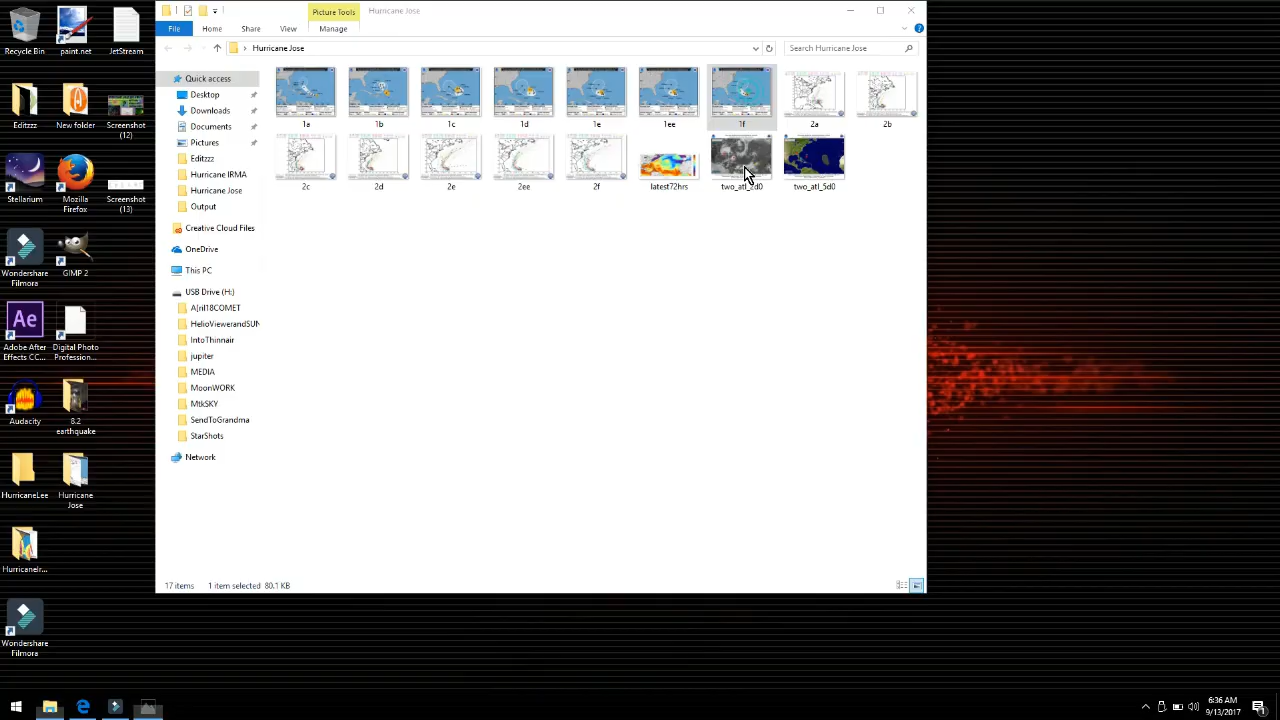 Picture Tools
Hurricane Jose
File
Home
Share
View
Manage
Hurricane Jose
Search Hurricane Jose
Quick access
Desktop
Downloads
Documents
Pictures
Editzzz
Hurricane IRMA
Hurricane Jose
Output
Creative Cloud Files
OneDrive
This PC
USB Drive (H:)
A[ril18COMET
HelioViewerandSUN
IntoThinnair
jupiter
MEDIA
MoonWORK
MtkSKY
SendToGrandma
StarShots
Network
1a
1b
1c
1d
1e
1ee
1f
2a
2b
2c
2d
2e
2ee
2f
latest72hrs
two_atl_2d0
two_atl_5d0
17 items
1 item selected 80.1 KB
Recycle Bin
paint.net
JetStream
Editzzz
New folder
Screenshot
(12)
Stellarium
Mozilla
Firefox
Screenshot
(13)
Wondershare
Filmora
GIMP 2
Ae
Adobe After
Effects CC...
Digital Photo
Profession...
Audacity
8.2
earthquake
HurricaneLee
Hurricane
Jose
HurricaneIr...
Wondershare
Filmora
6:36 AM
9/13/2017